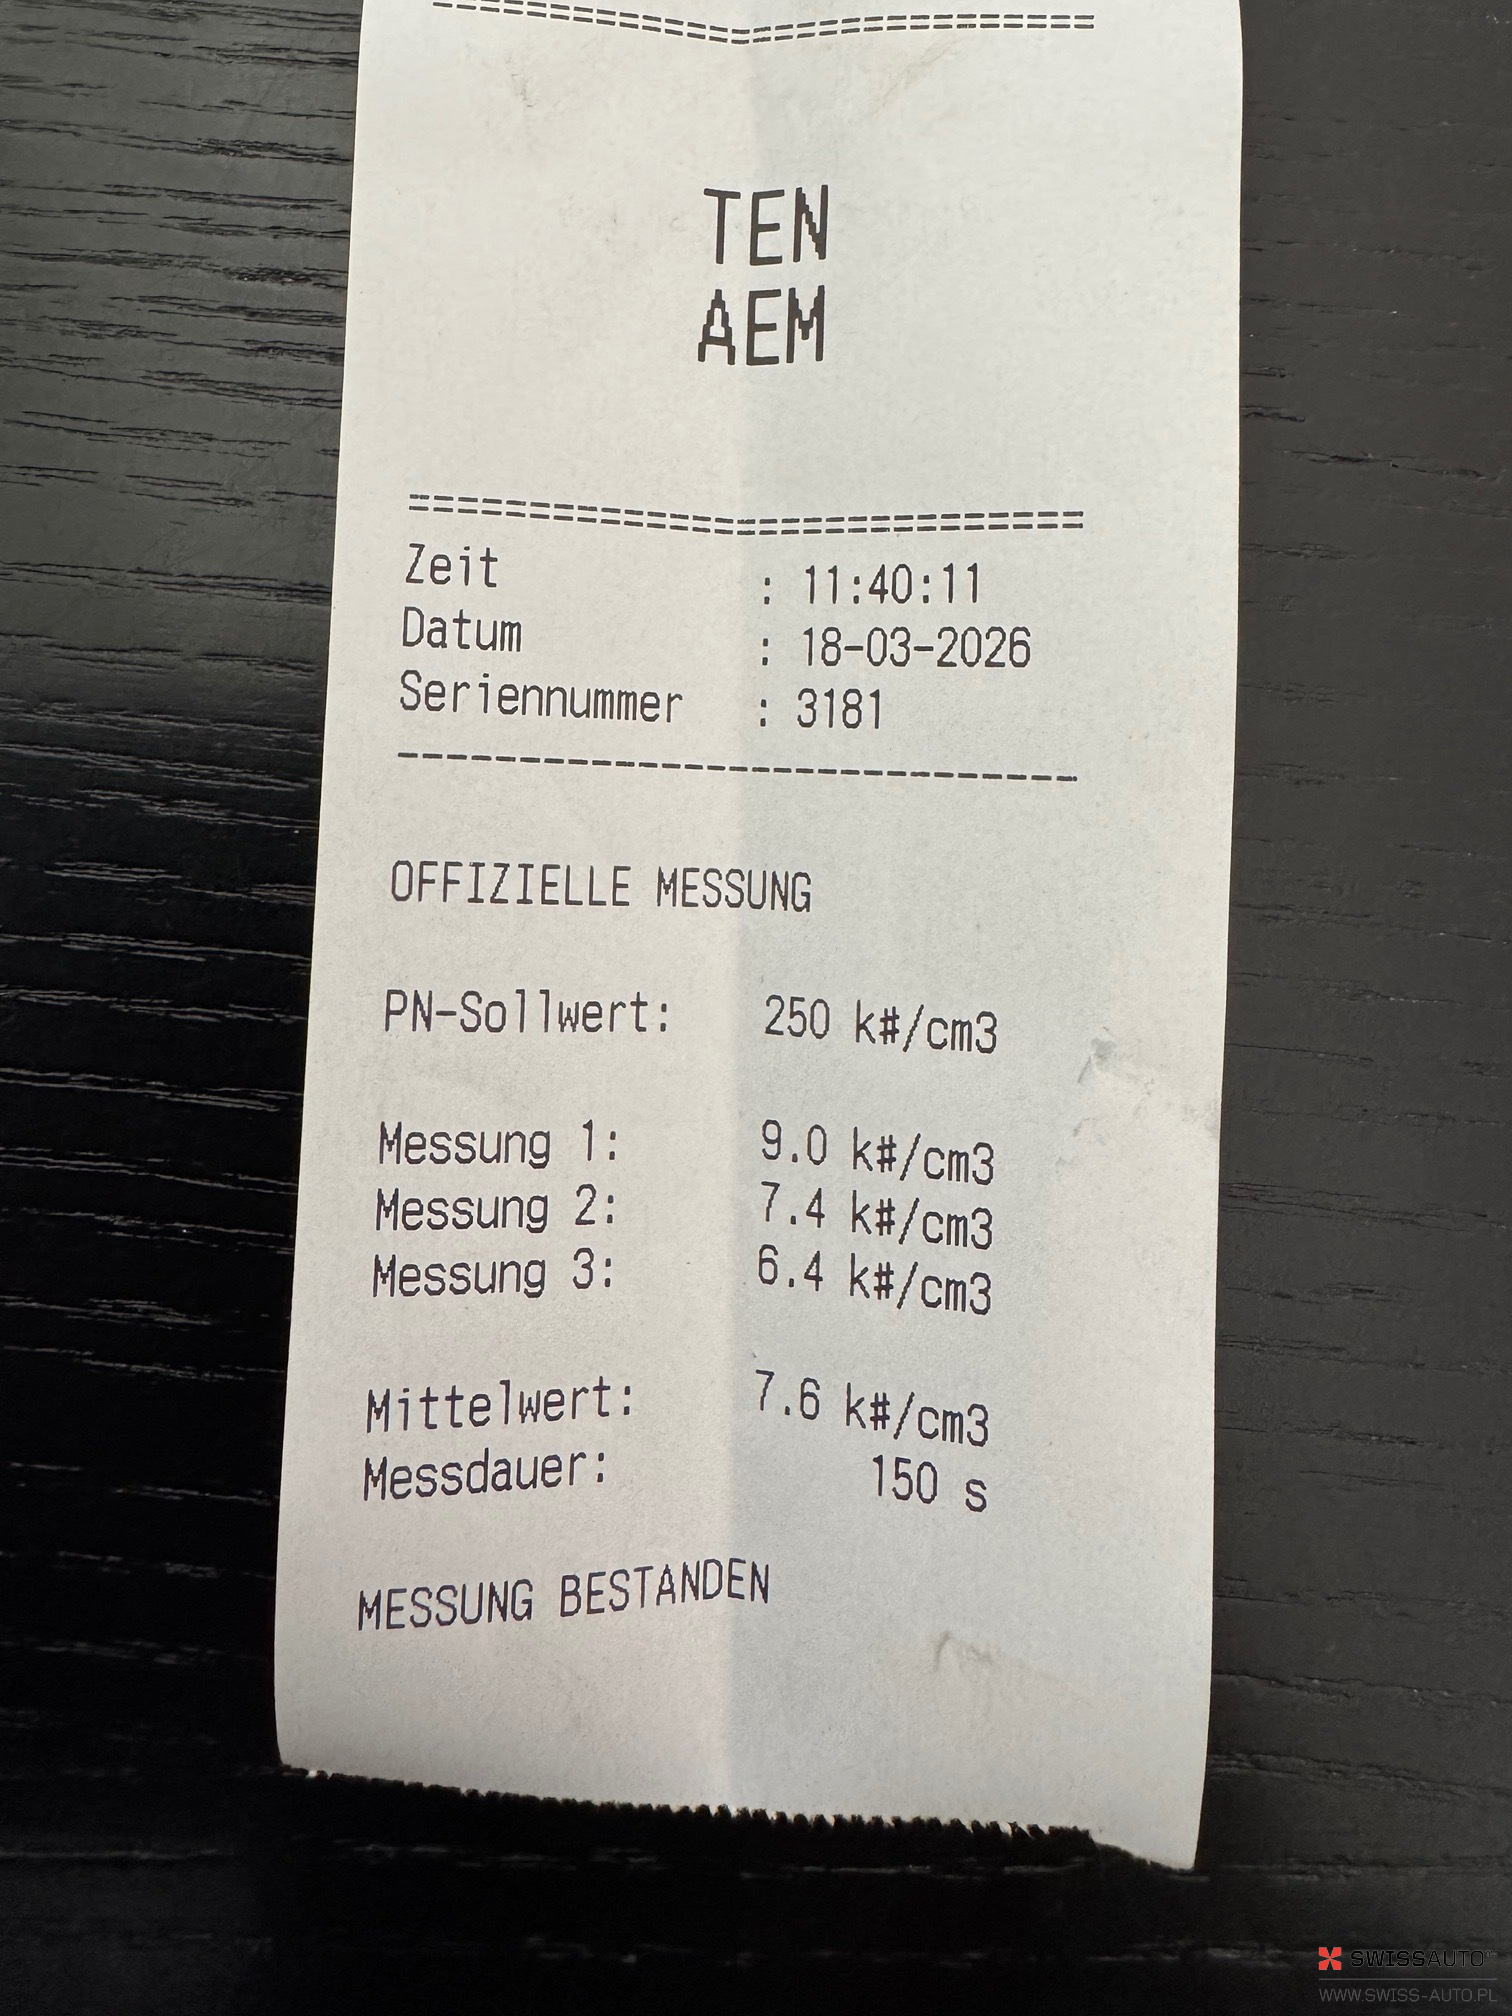 ===========================
TEN
AEM
===========================
Zeit : 11:40:11
Datum : 18-03-2026
Seriennummer : 3181
----------------------------
OFFIZIELLE MESSUNG
PN-Sollwert: 250 k#/cm3
Messung 1: 9.0 k#/cm3
Messung 2: 7.4 k#/cm3
Messung 3: 6.4 k#/cm3
Mittelwert: 7.6 k#/cm3
Messdauer: 150 s
MESSUNG BESTANDEN
SWISSAUTO
WWW.SWISS-AUTO.PL